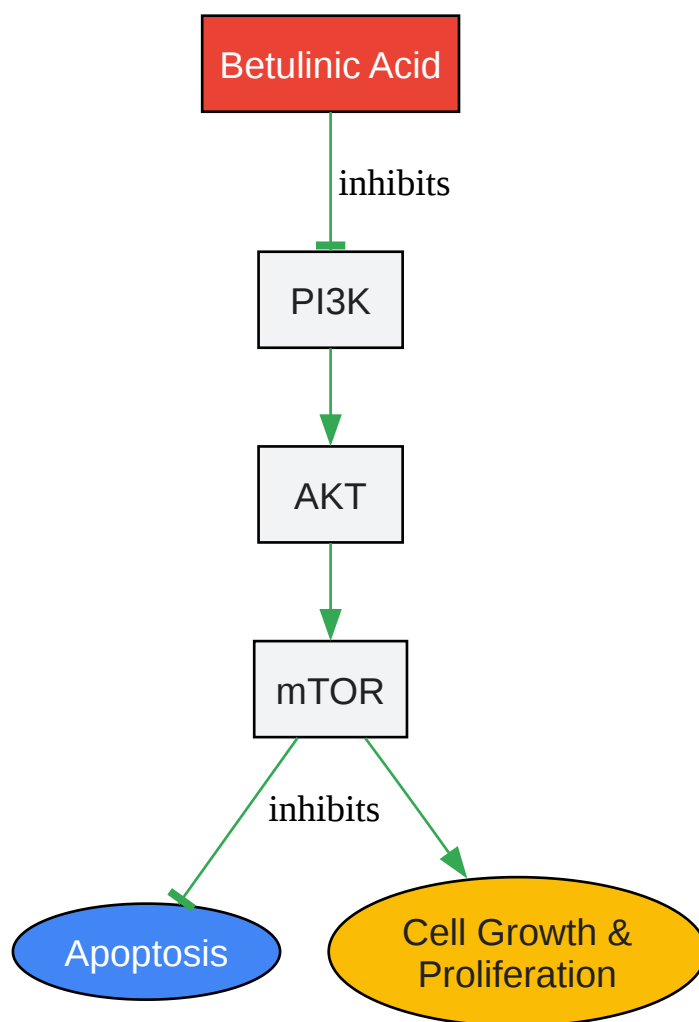 Betulinic Acid
inhibits
PI3K
AKT
mTOR
inhibits
Apoptosis
Cell Growth &
Proliferation